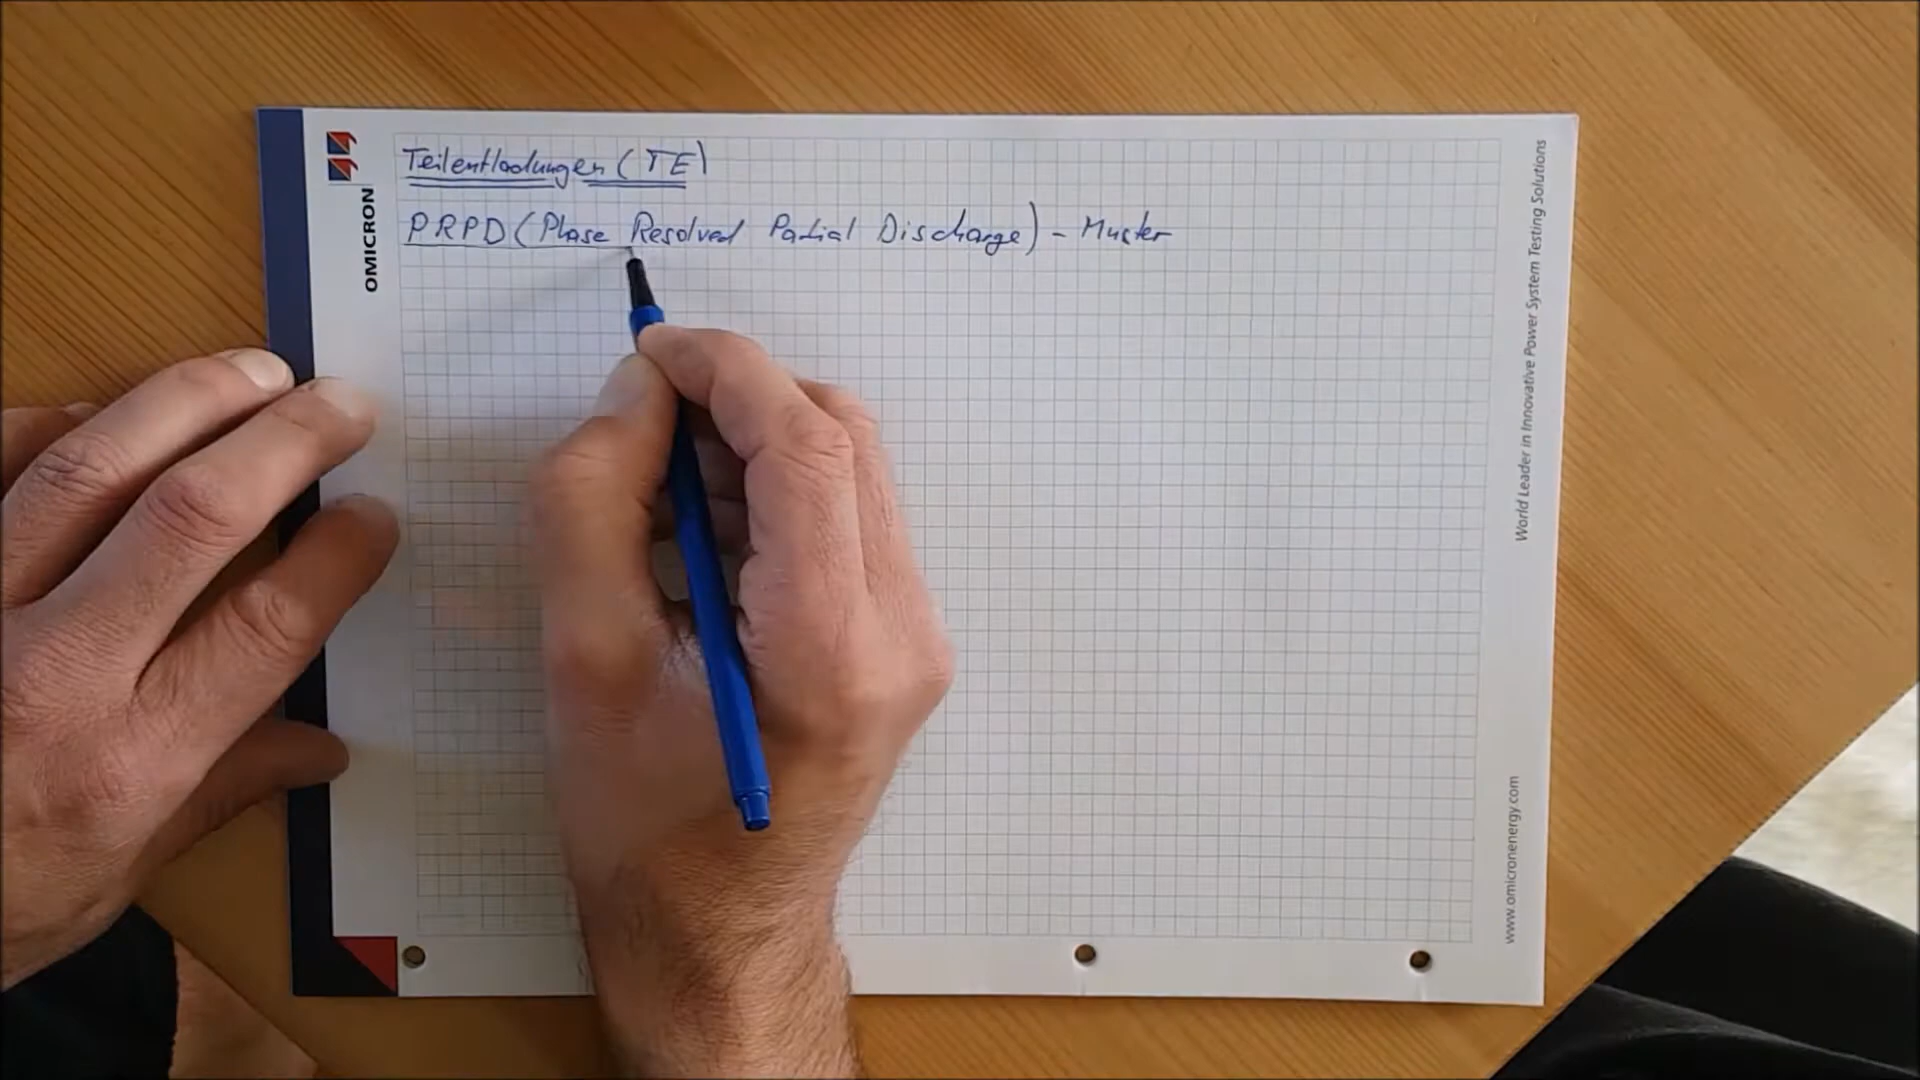 Teilentladungen (TE)
PRPD (Phase Resolved Partial Discharge) - Muster
OMICRON
World Leader in Innovative Power System Testing Solutions
www.omicronenergy.com